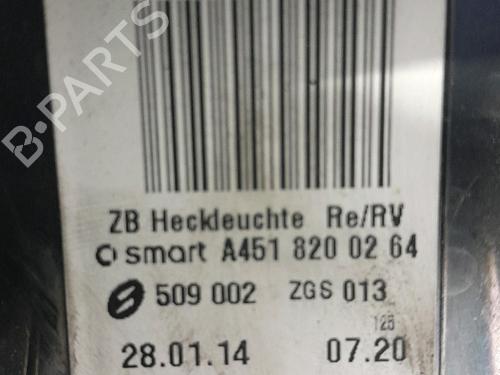 B-PARTS
ZB Heckleuchte Re/RV
smart A451 820 02 64
509 002 ZGS 013
125
28.01.14 07.20